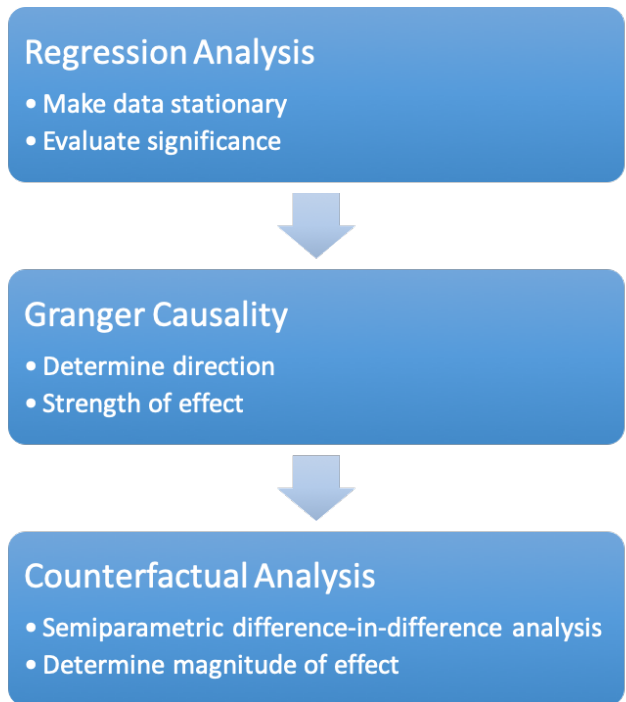 Regression Analysis
• Make data stationary
• Evaluate significance
Granger Causality
• Determine direction
• Strength of effect
Counterfactual Analysis
• Semiparametric difference-in-difference analysis
• Determine magnitude of effect